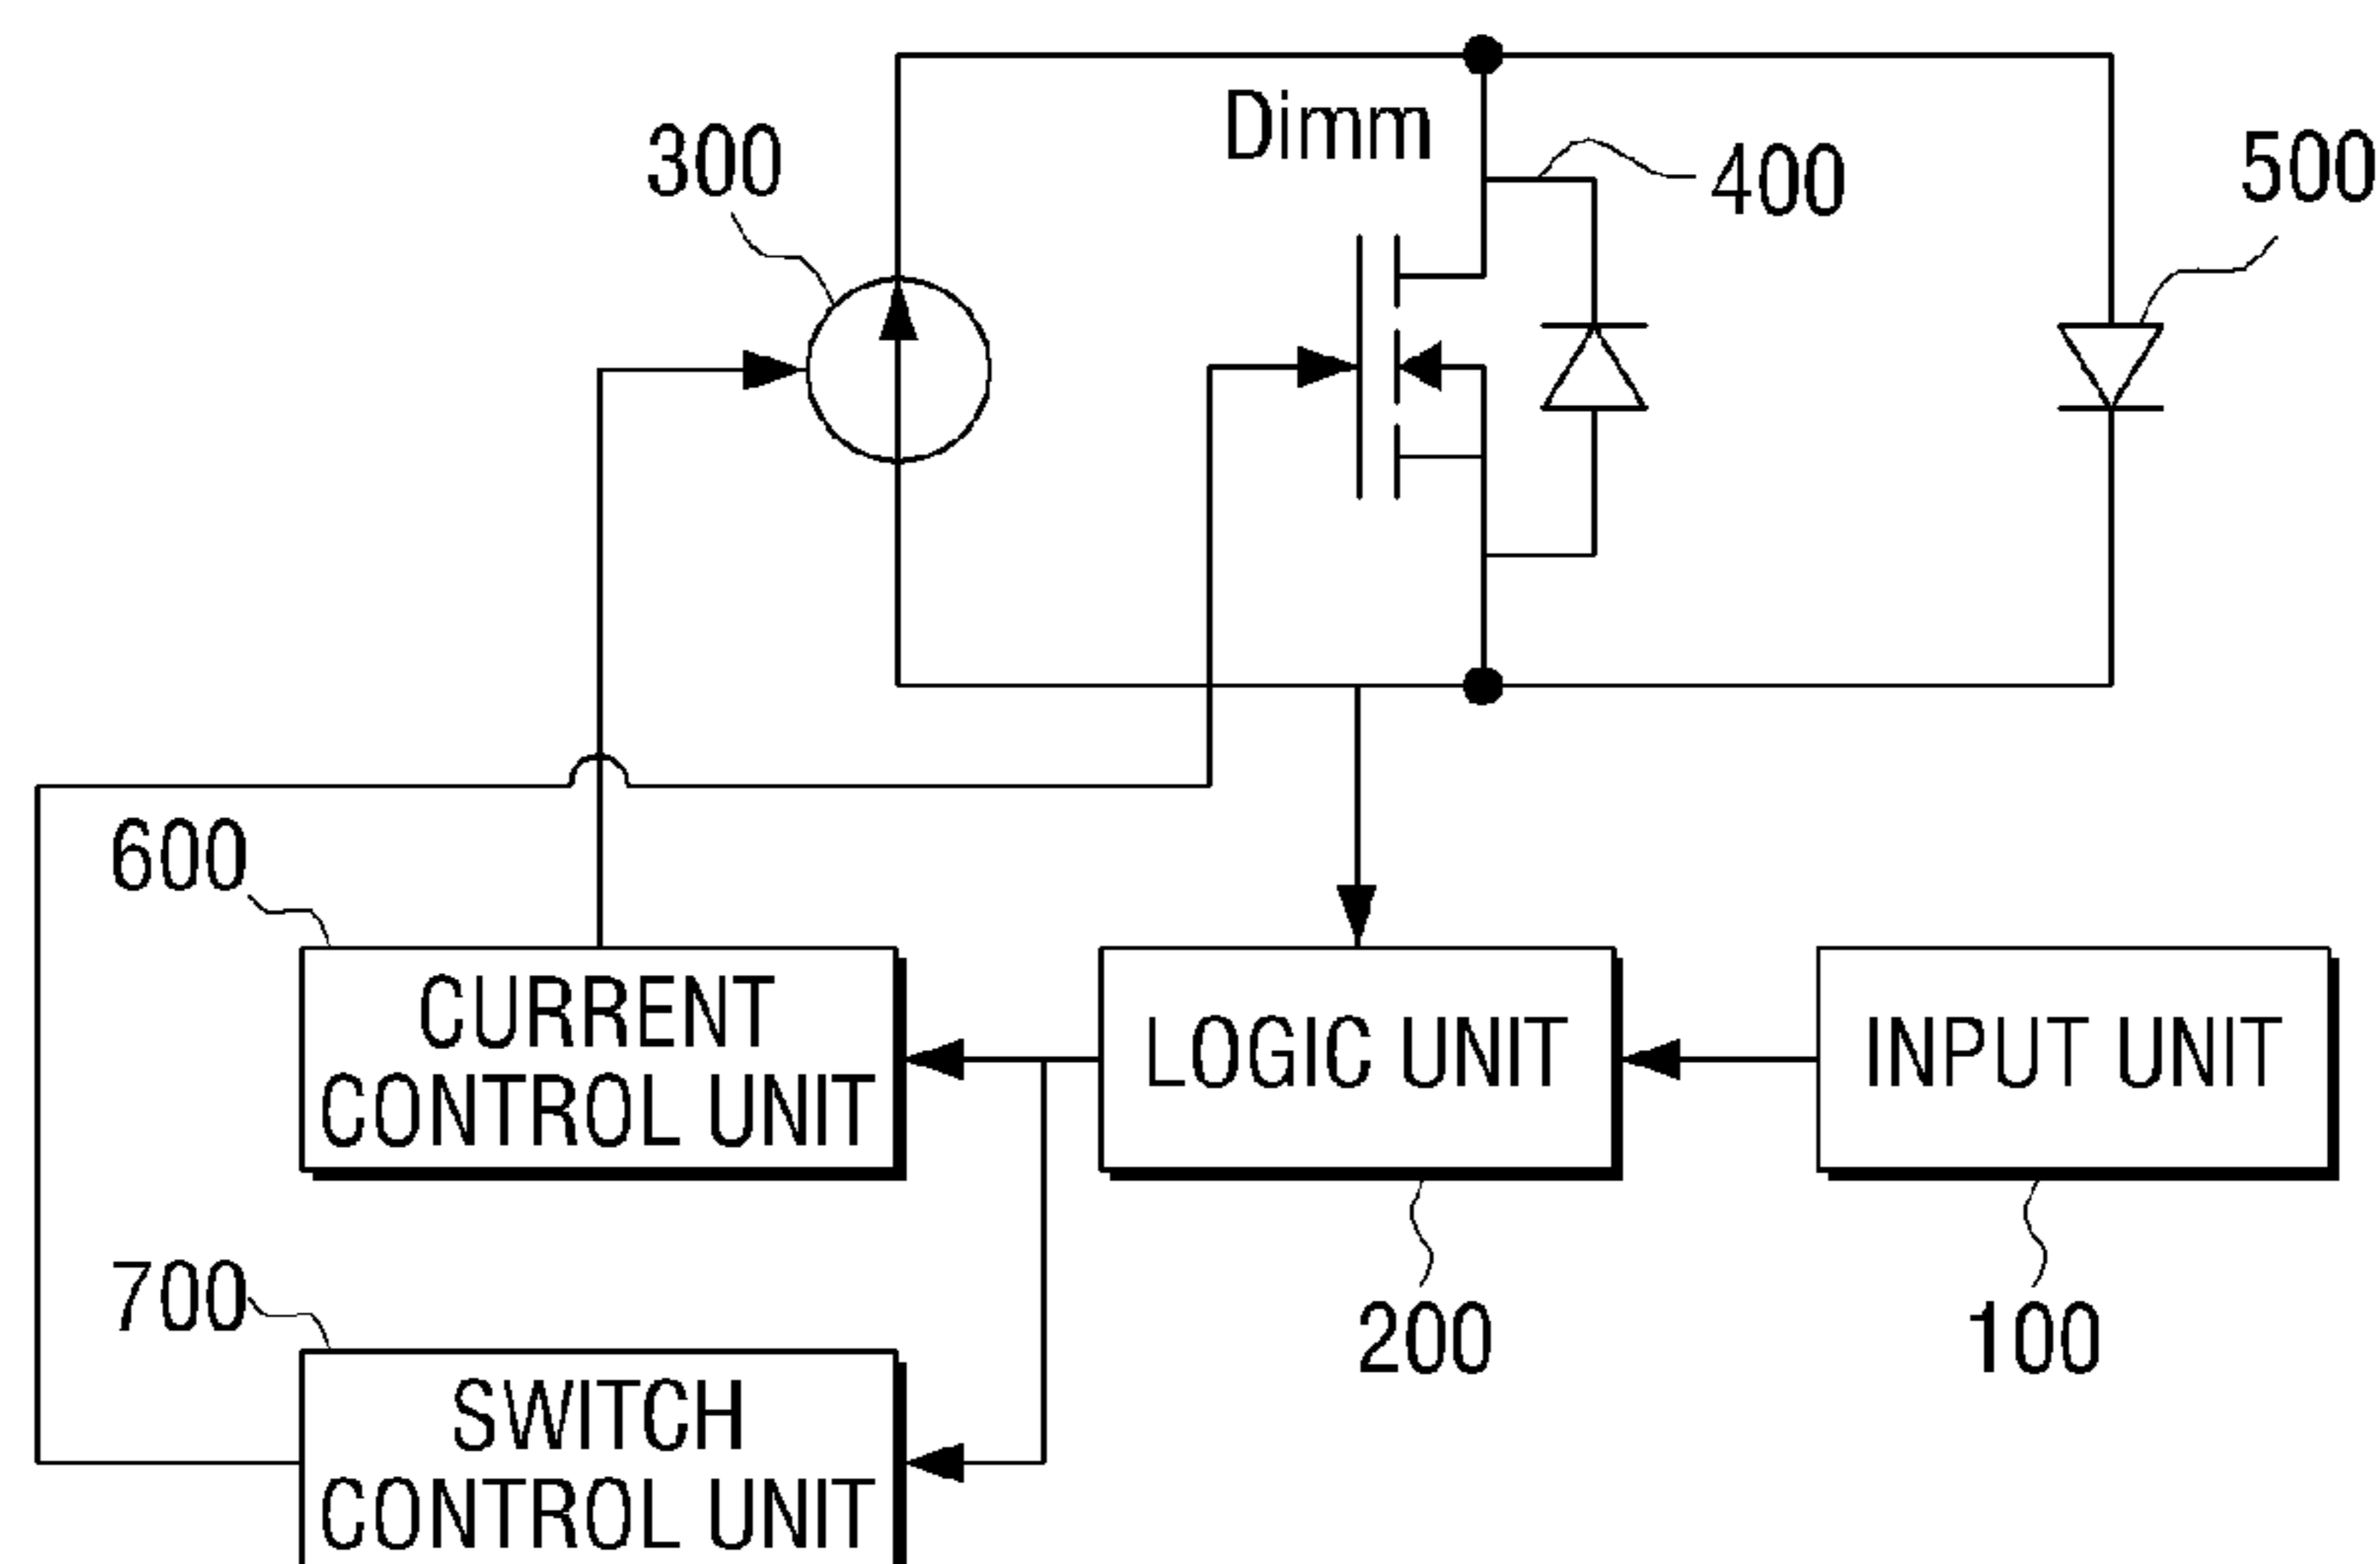 Dimm
300
400
500
600
CURRENT
CONTROL UNIT
LOGIC UNIT
INPUT UNIT
700
200
100
SWITCH
CONTROL UNIT